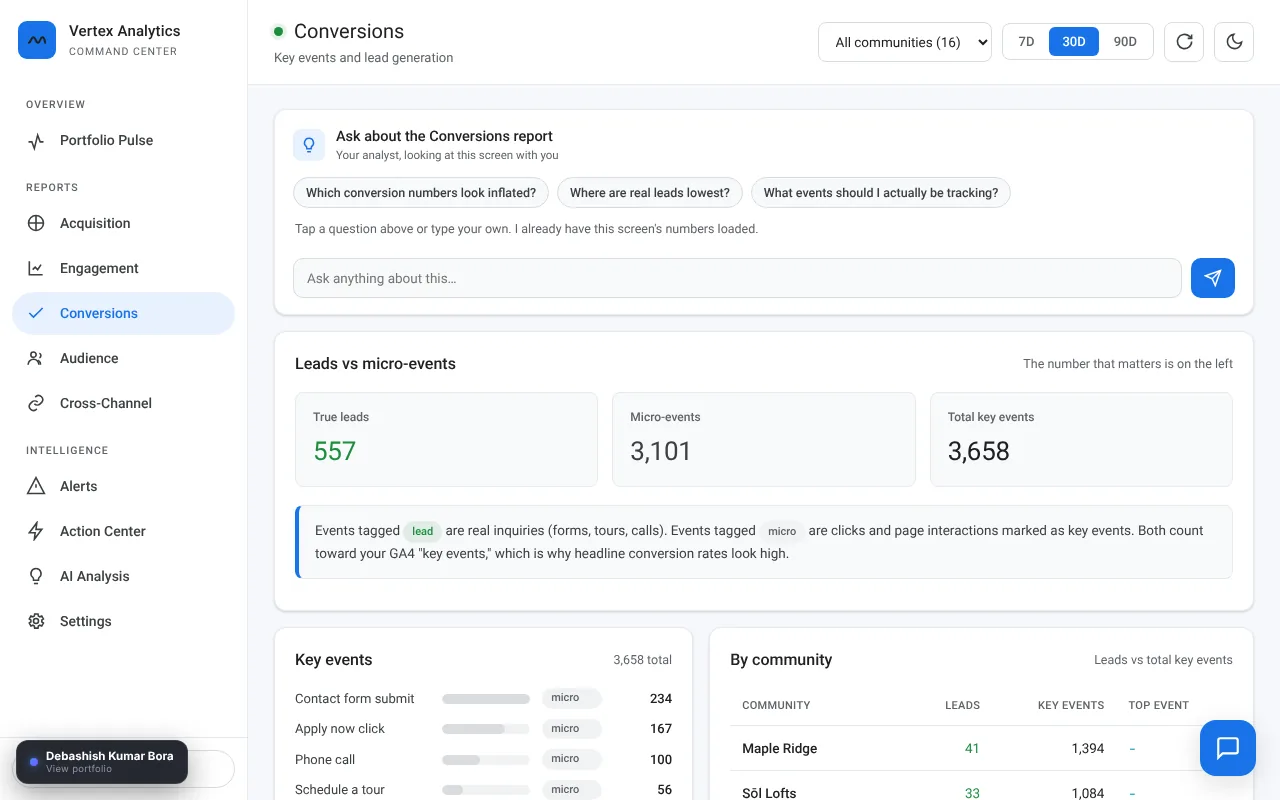 Vertex Analytics
COMMAND CENTER
OVERVIEW
Portfolio Pulse
REPORTS
Acquisition
Engagement
Conversions
Audience
Cross-Channel
INTELLIGENCE
Alerts
Action Center
AI Analysis
Settings
Debashish Kumar Bora
View portfolio
Conversions
Key events and lead generation
All communities (16)
7D 30D 90D
Ask about the Conversions report
Your analyst, looking at this screen with you
Which conversion numbers look inflated? Where are real leads lowest? What events should I actually be tracking?
Tap a question above or type your own. I already have this screen's numbers loaded.
Ask anything about this...
Leads vs micro-events The number that matters is on the left
True leads Micro-events Total key events
557 3,101 3,658
Events tagged lead are real inquiries (forms, tours, calls). Events tagged micro are clicks and page interactions marked as key events. Both count
toward your GA4 "key events," which is why headline conversion rates look high.
Key events 3,658 total
Contact form submit micro 234
Apply now click micro 167
Phone call micro 100
Schedule a tour micro 56
By community Leads vs total key events
COMMUNITY LEADS KEY EVENTS TOP EVENT
Maple Ridge 41 1,394 -
Sōl Lofts 33 1,084 -